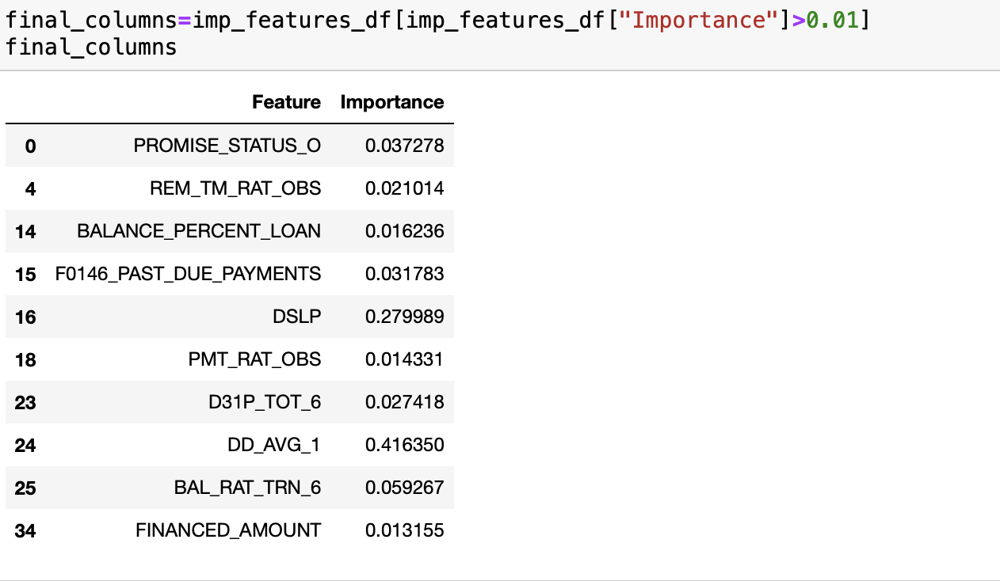 final_columns=imp_features_df[imp_features_df["Importance"]>0.01]
final_columns
Feature Importance
0 PROMISE_STATUS_O 0.037278
4 REM_TM_RAT_OBS 0.021014
14 BALANCE_PERCENT_LOAN 0.016236
15 F0146_PAST_DUE_PAYMENTS 0.031783
16 DSLP 0.279989
18 PMT_RAT_OBS 0.014331
23 D31P_TOT_6 0.027418
24 DD_AVG_1 0.416350
25 BAL_RAT_TRN_6 0.059267
34 FINANCED_AMOUNT 0.013155